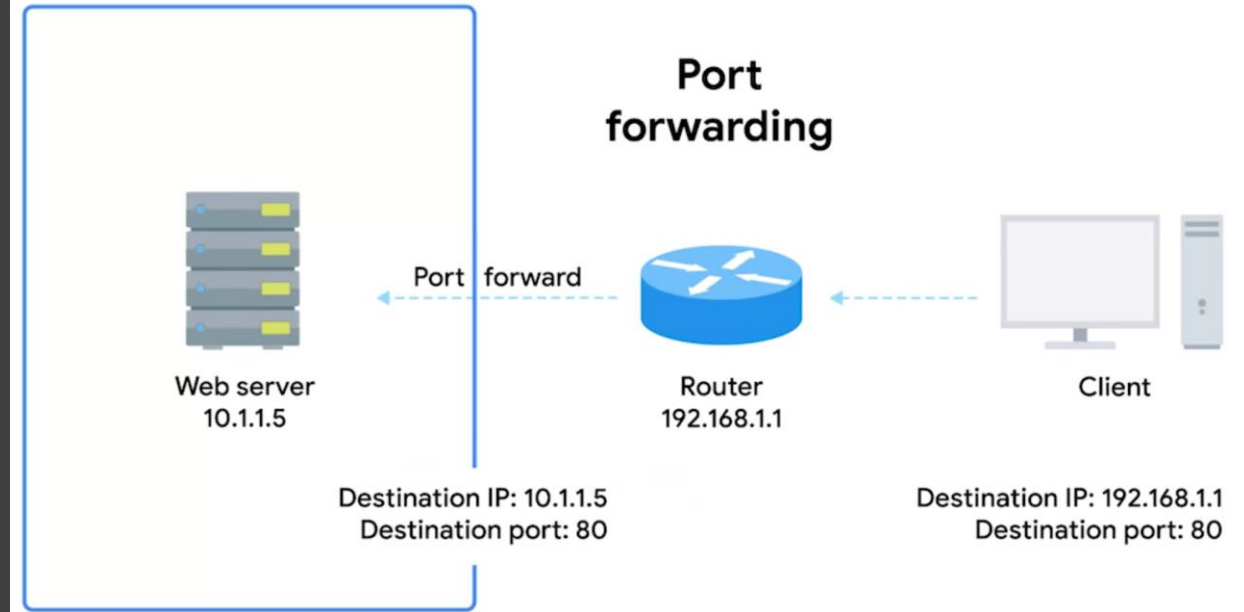 Port
forwarding
Port forward
Web server
10.1.1.5
Router
192.168.1.1
Client
Destination IP: 10.1.1.5
Destination port: 80
Destination IP: 192.168.1.1
Destination port: 80